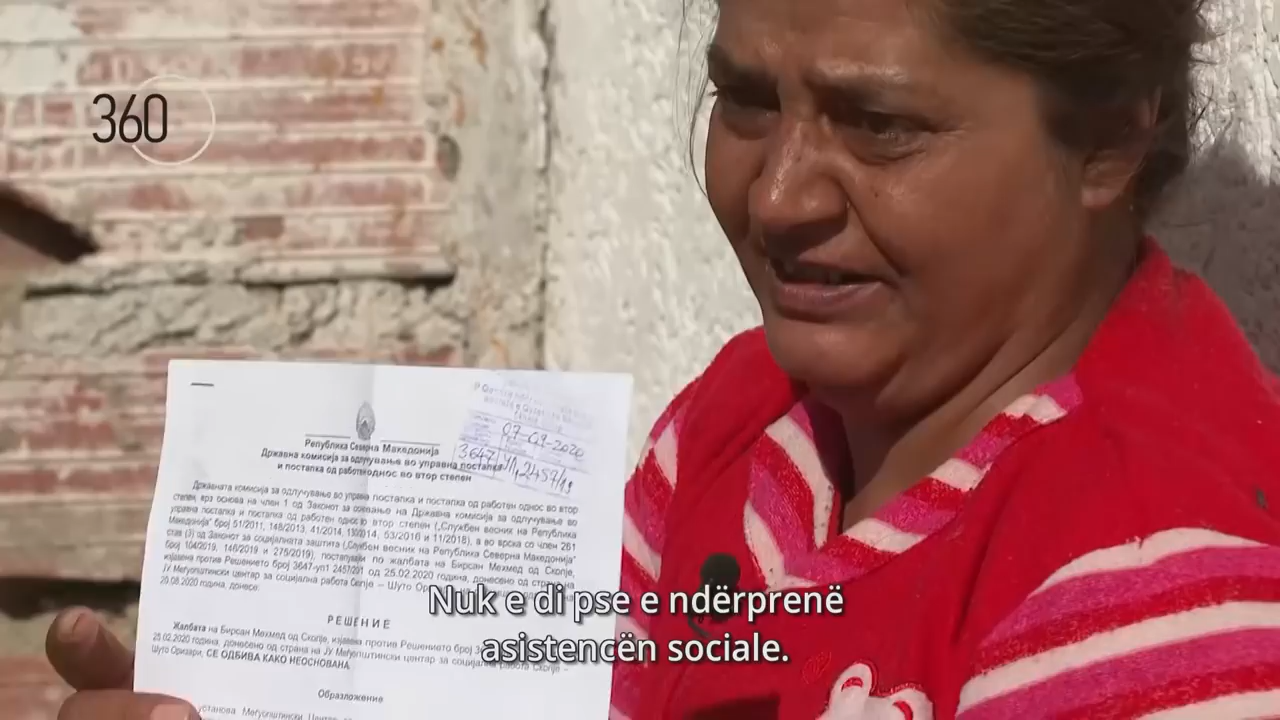 360
Република Северна Македонија
Државна комисија за одлучување во управна постапка
и постапка од работен однос во втор степен
Државната комисија за одлучување во управна постапка и постапка од работен однос во втор
степен, врз основа на член 1 од Законот за основање на Државна комисија за одлучување во
управна постапка и постапка од работен однос во втор степен („Службен весник на Република
Македонија" број 51/2011, 148/2013, 41/2014, 130/2014, 53/2016 и 11/2018), а во врска со член 261
став (3) од Законот за социјалната заштита („Службен весник на Република Северна Македонија"
број 104/2019, 146/2019 и 275/2019), постапувајќи по жалбата на Бирсан Мехмед од Скопје,
изјавена против Решението број 3647-уп1 2457/201 од 25.02.2020 година, донесено од страна на
ЈУ Меѓуопштински центар за социјална работа Скопје – Шуто Ори
20.08.2020 година, донесе:
РЕШЕНИЕ
Жалбата на Бирсан Мехмед од Скопје, изјавена против Решението број
25.02.2020 година, донесено од страна на ЈУ Меѓуопштински центар за социјална работа Скопје –
Шуто Оризари, СЕ ОДБИВА КАКО НЕОСНОВАНА
Образложение
установа Меѓуопштински Центар
07-09-2020
3647
Nuk e di pse e ndërprenë
asistencën sociale.